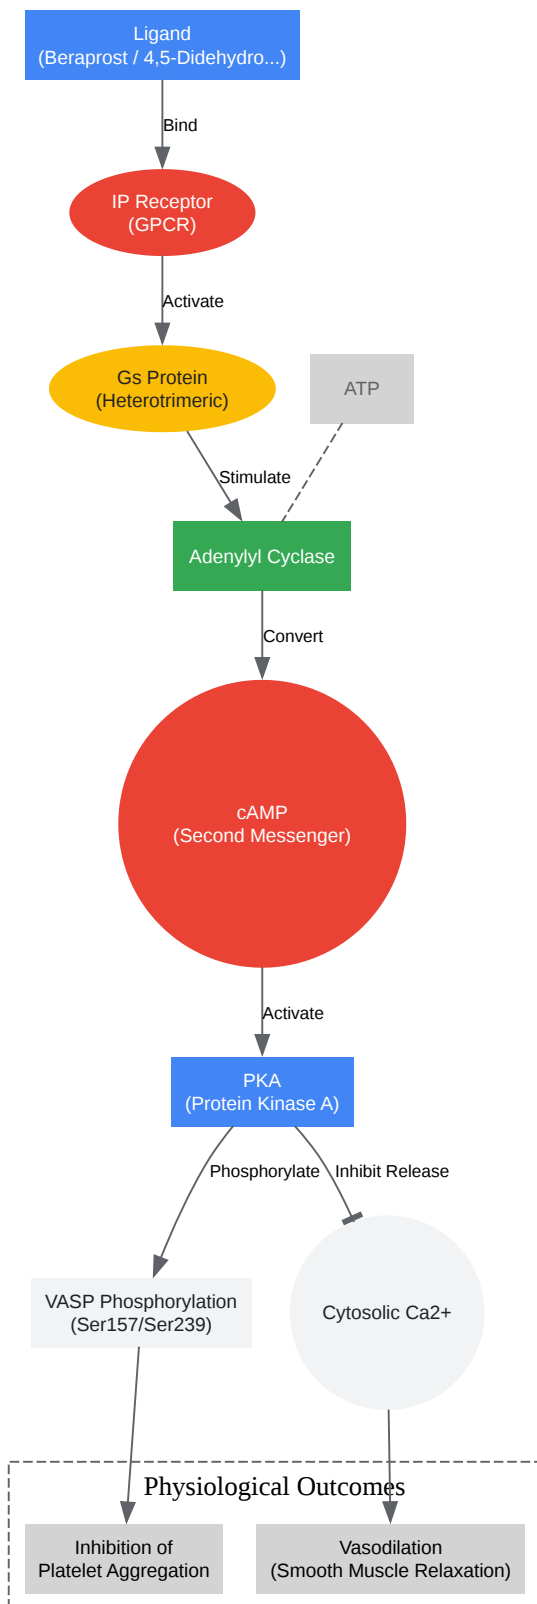 Ligand
(Beraprost / 4,5-Didehydro...)
Bind
IP Receptor
(GPCR)
Activate
Gs Protein
(Heterotrimeric)
ATP
Stimulate
Adenylyl Cyclase
Convert
cAMP
(Second Messenger)
Activate
PKA
(Protein Kinase A)
Phosphorylate
Inhibit Release
VASP Phosphorylation
(Ser157/Ser239)
Cytosolic Ca2+
Physiological Outcomes
Inhibition of
Platelet Aggregation
Vasodilation
(Smooth Muscle Relaxation)